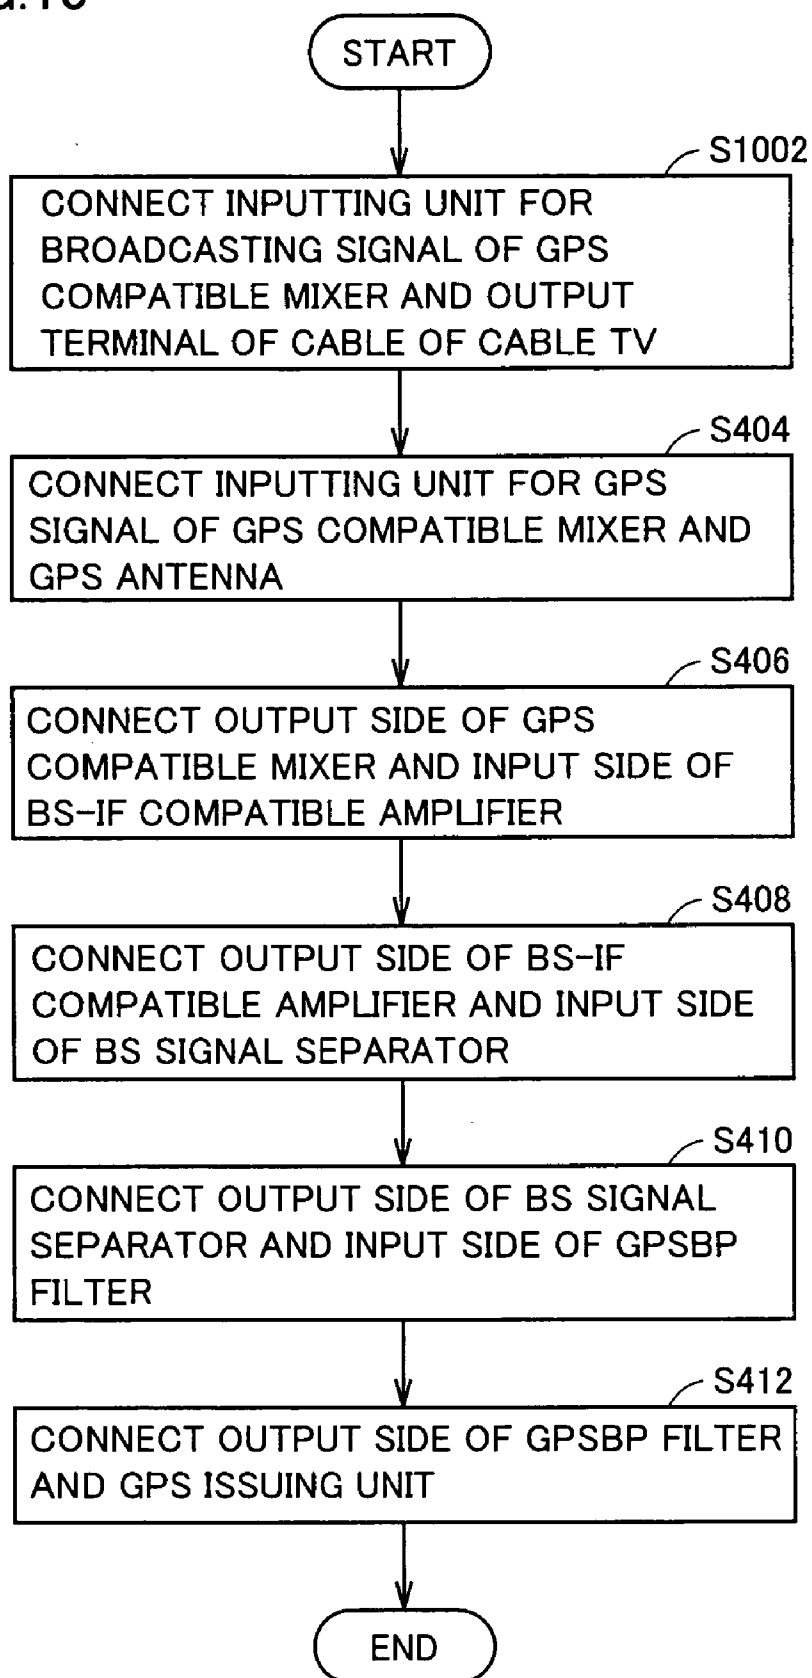 START
S1002
CONNECT INPUTTING UNIT FOR
BROADCASTING SIGNAL OF GPS
COMPATIBLE MIXER AND OUTPUT
TERMINAL OF CABLE OF CABLE TV
S404
CONNECT INPUTTING UNIT FOR GPS
SIGNAL OF GPS COMPATIBLE MIXER AND
GPS ANTENNA
S406
CONNECT OUTPUT SIDE OF GPS
COMPATIBLE MIXER AND INPUT SIDE OF
BS-IF COMPATIBLE AMPLIFIER
S408
CONNECT OUTPUT SIDE OF BS-IF
COMPATIBLE AMPLIFIER AND INPUT SIDE
OF BS SIGNAL SEPARATOR
S410
CONNECT OUTPUT SIDE OF BS SIGNAL
SEPARATOR AND INPUT SIDE OF GPSBP
FILTER
S412
CONNECT OUTPUT SIDE OF GPSBP FILTER
AND GPS ISSUING UNIT
END